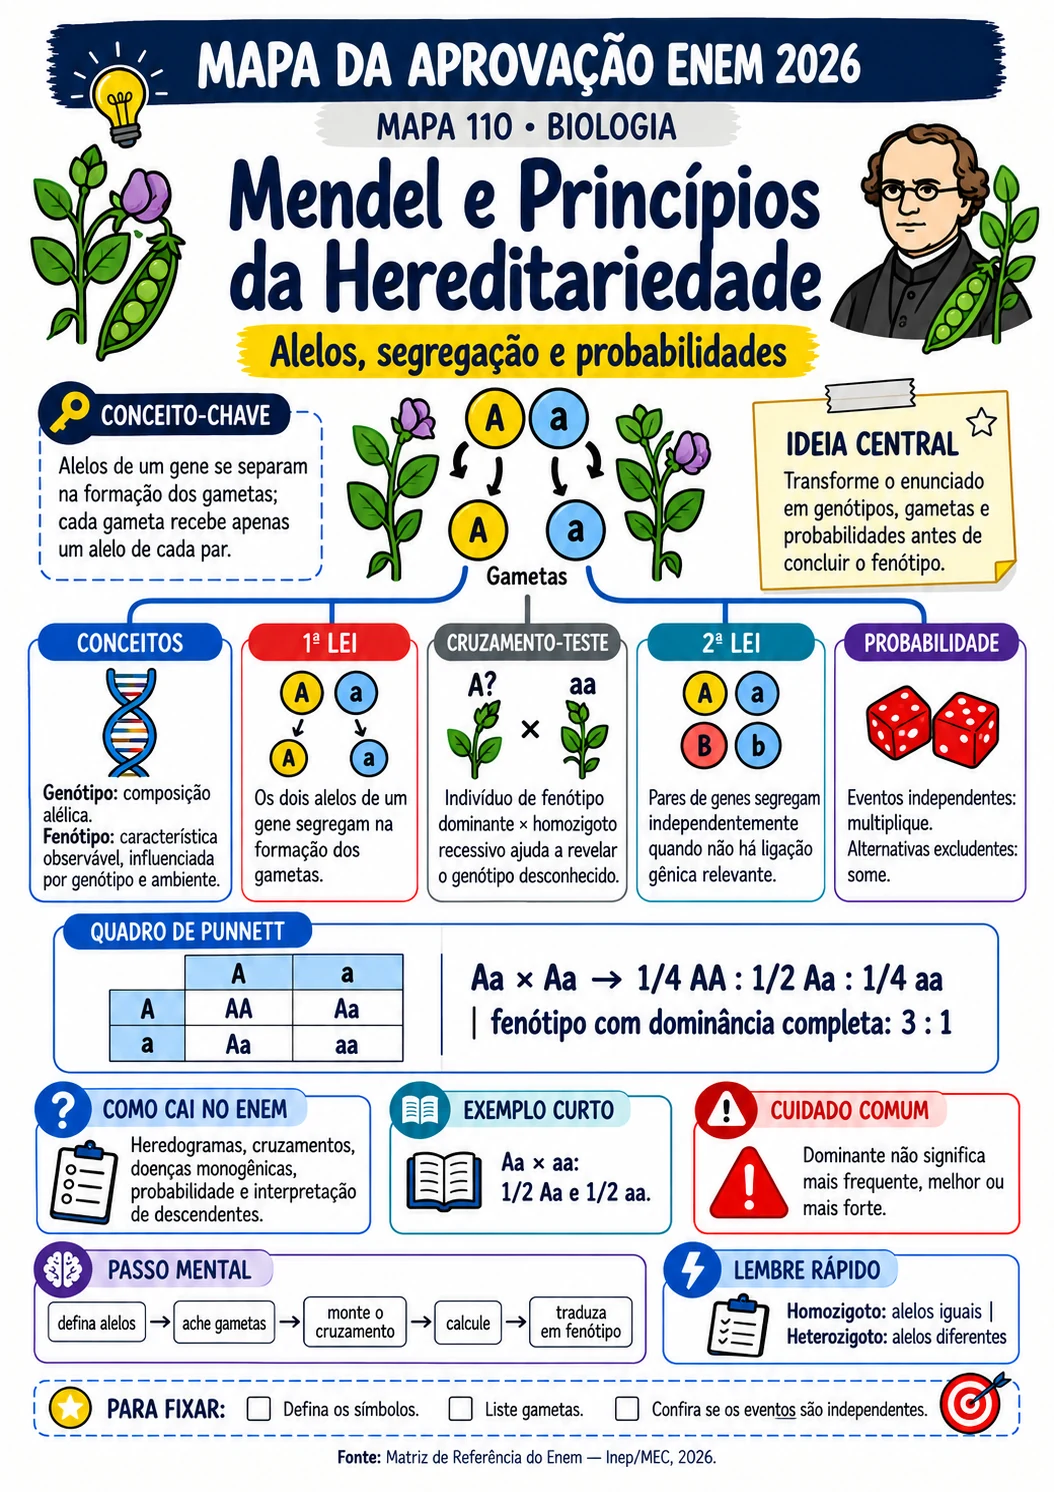 MAPA DA APROVAÇÃO ENEM 2026
MAPA 110 • BIOLOGIA
Mendel e Princípios
da Hereditariedade
Alelos, segregação e probabilidades
CONCEITO-CHAVE
Alelos de um gene se separam
na formação dos gametas;
cada gameta recebe apenas
um alelo de cada par.
A a
A a
Gametas
IDEIA CENTRAL
Transforme o enunciado
em genótipos, gametas e
probabilidades antes de
concluir o fenótipo.
CONCEITOS
Genótipo: composição
alélica.
Fenótipo: característica
observável, influenciada
por genótipo e ambiente.
1ª LEI
A a
A a
Os dois alelos de um
gene segregam na
formação dos
gametas.
CRUZAMENTO-TESTE
A? aa
×
Indivíduo de fenótipo
dominante × homozigoto
recessivo ajuda a revelar
o genótipo desconhecido.
2ª LEI
A a
B b
Pares de genes segregam
independentemente
quando não há ligação
gênica relevante.
PROBABILIDADE
Eventos independentes:
multiplique.
Alternativas excludentes:
some.
QUADRO DE PUNNETT
A a
A AA Aa
a Aa aa
Aa × Aa → 1/4 AA : 1/2 Aa : 1/4 aa
| fenótipo com dominância completa: 3 : 1
COMO CAI NO ENEM
Heredogramas, cruzamentos,
doenças monogênicas,
probabilidade e interpretação
de descendentes.
EXEMPLO CURTO
Aa × aa:
1/2 Aa e 1/2 aa.
CUIDADO COMUM
Dominante não significa
mais frequente, melhor ou
mais forte.
PASSO MENTAL
defina alelos → ache gametas → monte o
cruzamento → calcule → traduza
em fenótipo
LEMBRE RÁPIDO
Homozigoto: alelos iguais |
Heterozigoto: alelos diferentes
PARA FIXAR: Defina os símbolos. Liste gametas. Confira se os eventos são independentes.
Fonte: Matriz de Referência do Enem — Inep/MEC, 2026.